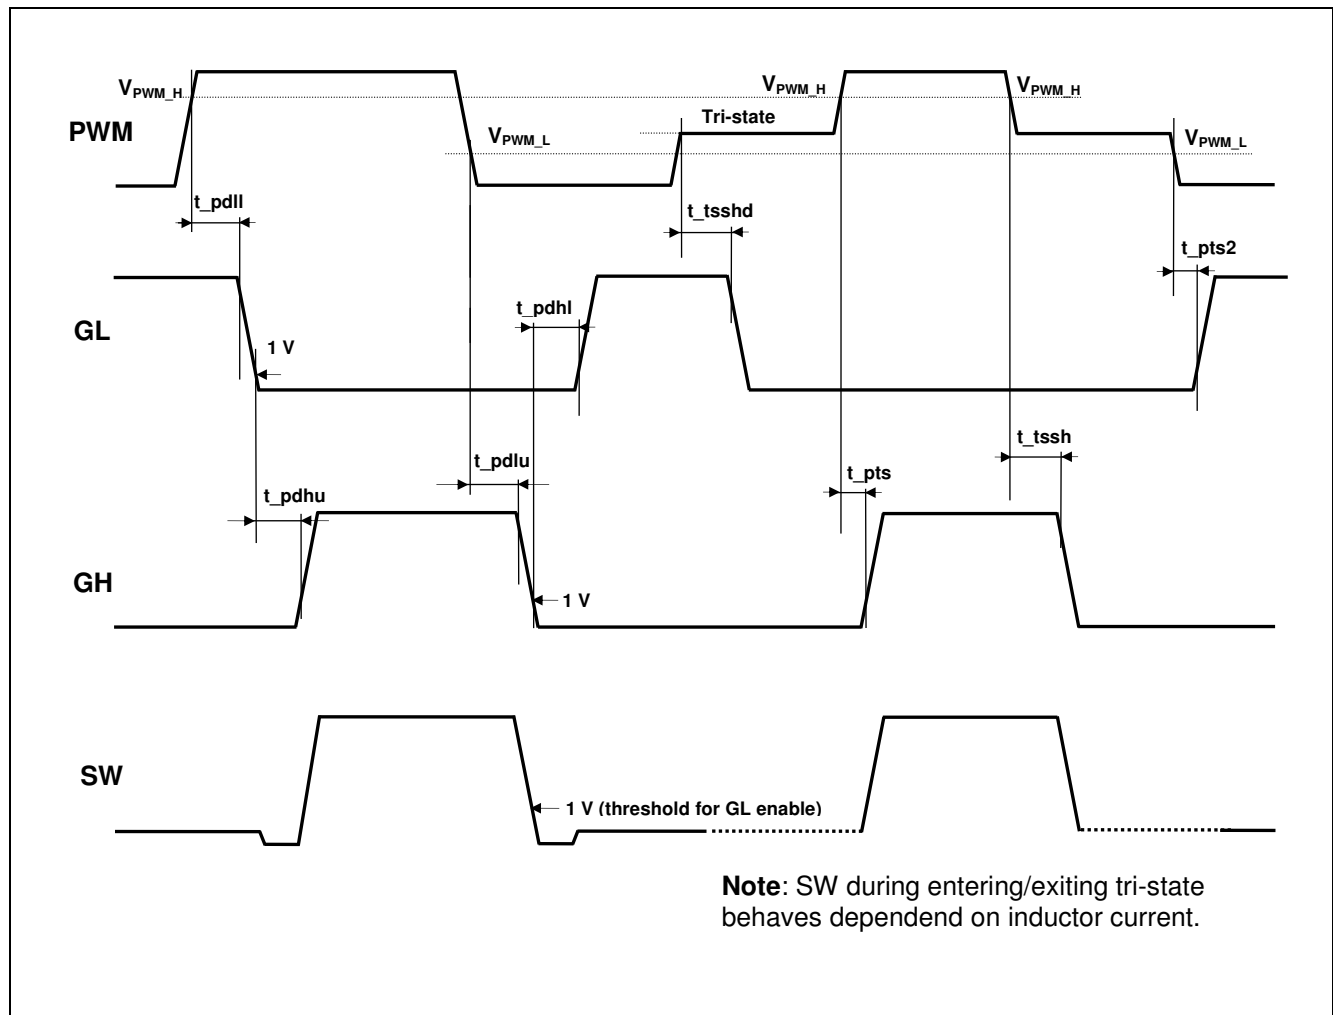 V_PWM_H
V_PWM_H
V_PWM_H
PWM
Tri-state
V_PWM_L
V_PWM_L
t_pdll
t_tsshd
t_pts2
t_pdhl
GL
1 V
t_tssh
t_pdlu
t_pts
t_pdhu
GH
1 V
SW
1 V (threshold for GL enable)
Note: SW during entering/exiting tri-state
behaves dependend on inductor current.